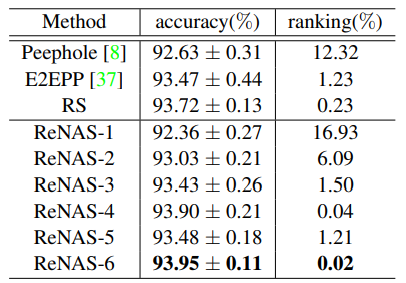 Method accuracy(%) ranking(%)
Peephole [8] 92.63 ± 0.31 12.32
E2EPP [37] 93.47 ± 0.44 1.23
RS 93.72 ± 0.13 0.23
ReNAS-1 92.36 ± 0.27 16.93
ReNAS-2 93.03 ± 0.21 6.09
ReNAS-3 93.43 ± 0.26 1.50
ReNAS-4 93.90 ± 0.21 0.04
ReNAS-5 93.48 ± 0.18 1.21
ReNAS-6 93.95 ± 0.11 0.02